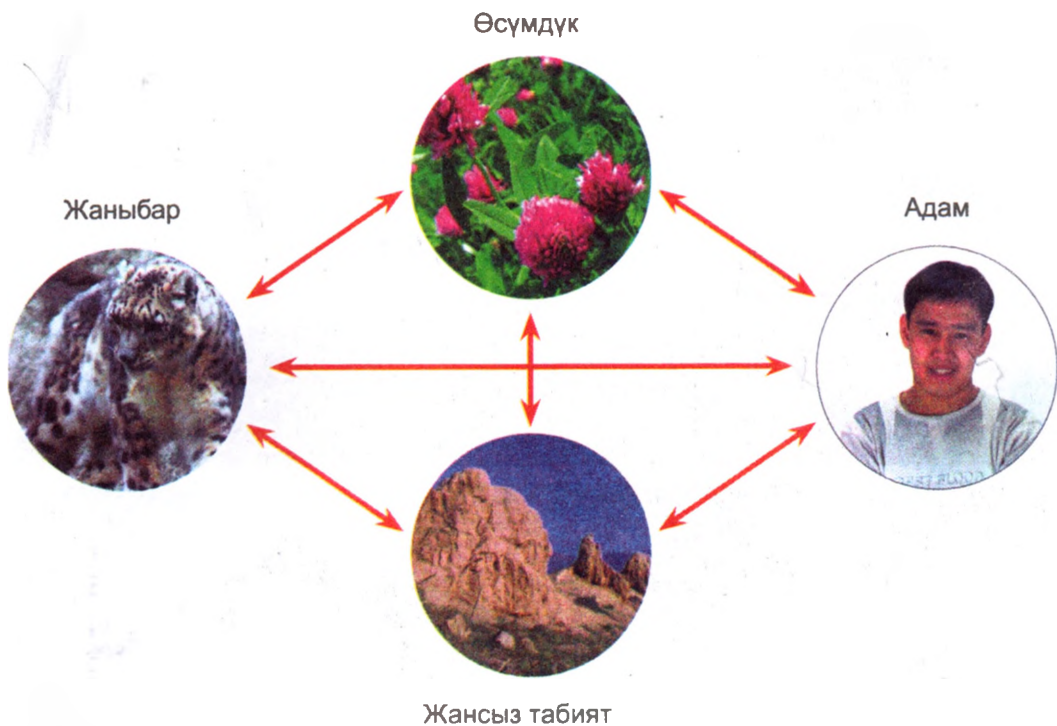 Өсүмдүк
Жаныбар
Адам
Жансыз табият